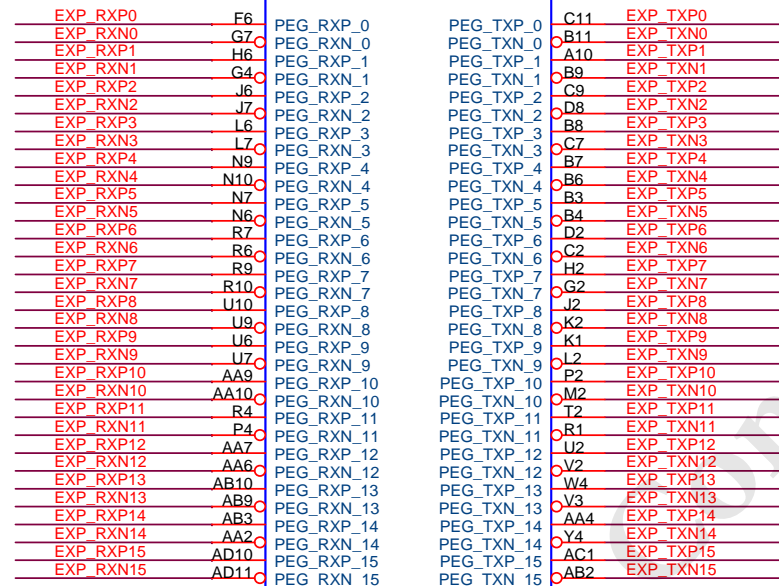 EXP_RXP0 F6 PEG_RXP_0 PEG_TXP_0 C11 EXP_TXP0
EXP_RXN0 G7 PEG_RXN_0 PEG_TXN_0 B11 EXP_TXN0
EXP_RXP1 H6 PEG_RXP_1 PEG_TXP_1 A10 EXP_TXP1
EXP_RXN1 G4 PEG_RXN_1 PEG_TXN_1 B9 EXP_TXN1
EXP_RXP2 J6 PEG_RXP_2 PEG_TXP_2 C9 EXP_TXP2
EXP_RXN2 J7 PEG_RXN_2 PEG_TXN_2 D8 EXP_TXN2
EXP_RXP3 L6 PEG_RXP_3 PEG_TXP_3 B8 EXP_TXP3
EXP_RXN3 L7 PEG_RXN_3 PEG_TXN_3 C7 EXP_TXN3
EXP_RXP4 N9 PEG_RXP_4 PEG_TXP_4 B7 EXP_TXP4
EXP_RXN4 N10 PEG_RXN_4 PEG_TXN_4 B6 EXP_TXN4
EXP_RXP5 N7 PEG_RXP_5 PEG_TXP_5 B3 EXP_TXP5
EXP_RXN5 N6 PEG_RXN_5 PEG_TXN_5 B4 EXP_TXN5
EXP_RXP6 R7 PEG_RXP_6 PEG_TXP_6 D2 EXP_TXP6
EXP_RXN6 R6 PEG_RXN_6 PEG_TXN_6 C2 EXP_TXN6
EXP_RXP7 R9 PEG_RXP_7 PEG_TXP_7 H2 EXP_TXP7
EXP_RXN7 R10 PEG_RXN_7 PEG_TXN_7 G2 EXP_TXN7
EXP_RXP8 U10 PEG_RXP_8 PEG_TXP_8 J2 EXP_TXP8
EXP_RXN8 U9 PEG_RXN_8 PEG_TXN_8 K2 EXP_TXN8
EXP_RXP9 U6 PEG_RXP_9 PEG_TXP_9 K1 EXP_TXP9
EXP_RXN9 U7 PEG_RXN_9 PEG_TXN_9 L2 EXP_TXN9
EXP_RXP10 AA9 PEG_RXP_10 PEG_TXP_10 P2 EXP_TXP10
EXP_RXN10 AA10 PEG_RXN_10 PEG_TXN_10 M2 EXP_TXN10
EXP_RXP11 R4 PEG_RXP_11 PEG_TXP_11 T2 EXP_TXP11
EXP_RXN11 P4 PEG_RXN_11 PEG_TXN_11 R1 EXP_TXN11
EXP_RXP12 AA7 PEG_RXP_12 PEG_TXP_12 U2 EXP_TXP12
EXP_RXN12 AA6 PEG_RXN_12 PEG_TXN_12 V2 EXP_TXN12
EXP_RXP13 AB10 PEG_RXP_13 PEG_TXP_13 W4 EXP_TXP13
EXP_RXN13 AB9 PEG_RXN_13 PEG_TXN_13 V3 EXP_TXN13
EXP_RXP14 AB3 PEG_RXP_14 PEG_TXP_14 AA4 EXP_TXP14
EXP_RXN14 AA2 PEG_RXN_14 PEG_TXN_14 Y4 EXP_TXN14
EXP_RXP15 AD10 PEG_RXP_15 PEG_TXP_15 AC1 EXP_TXP15
EXP_RXN15 AD11 PEG_RXN_15 PEG_TXN_15 AB2 EXP_TXN15